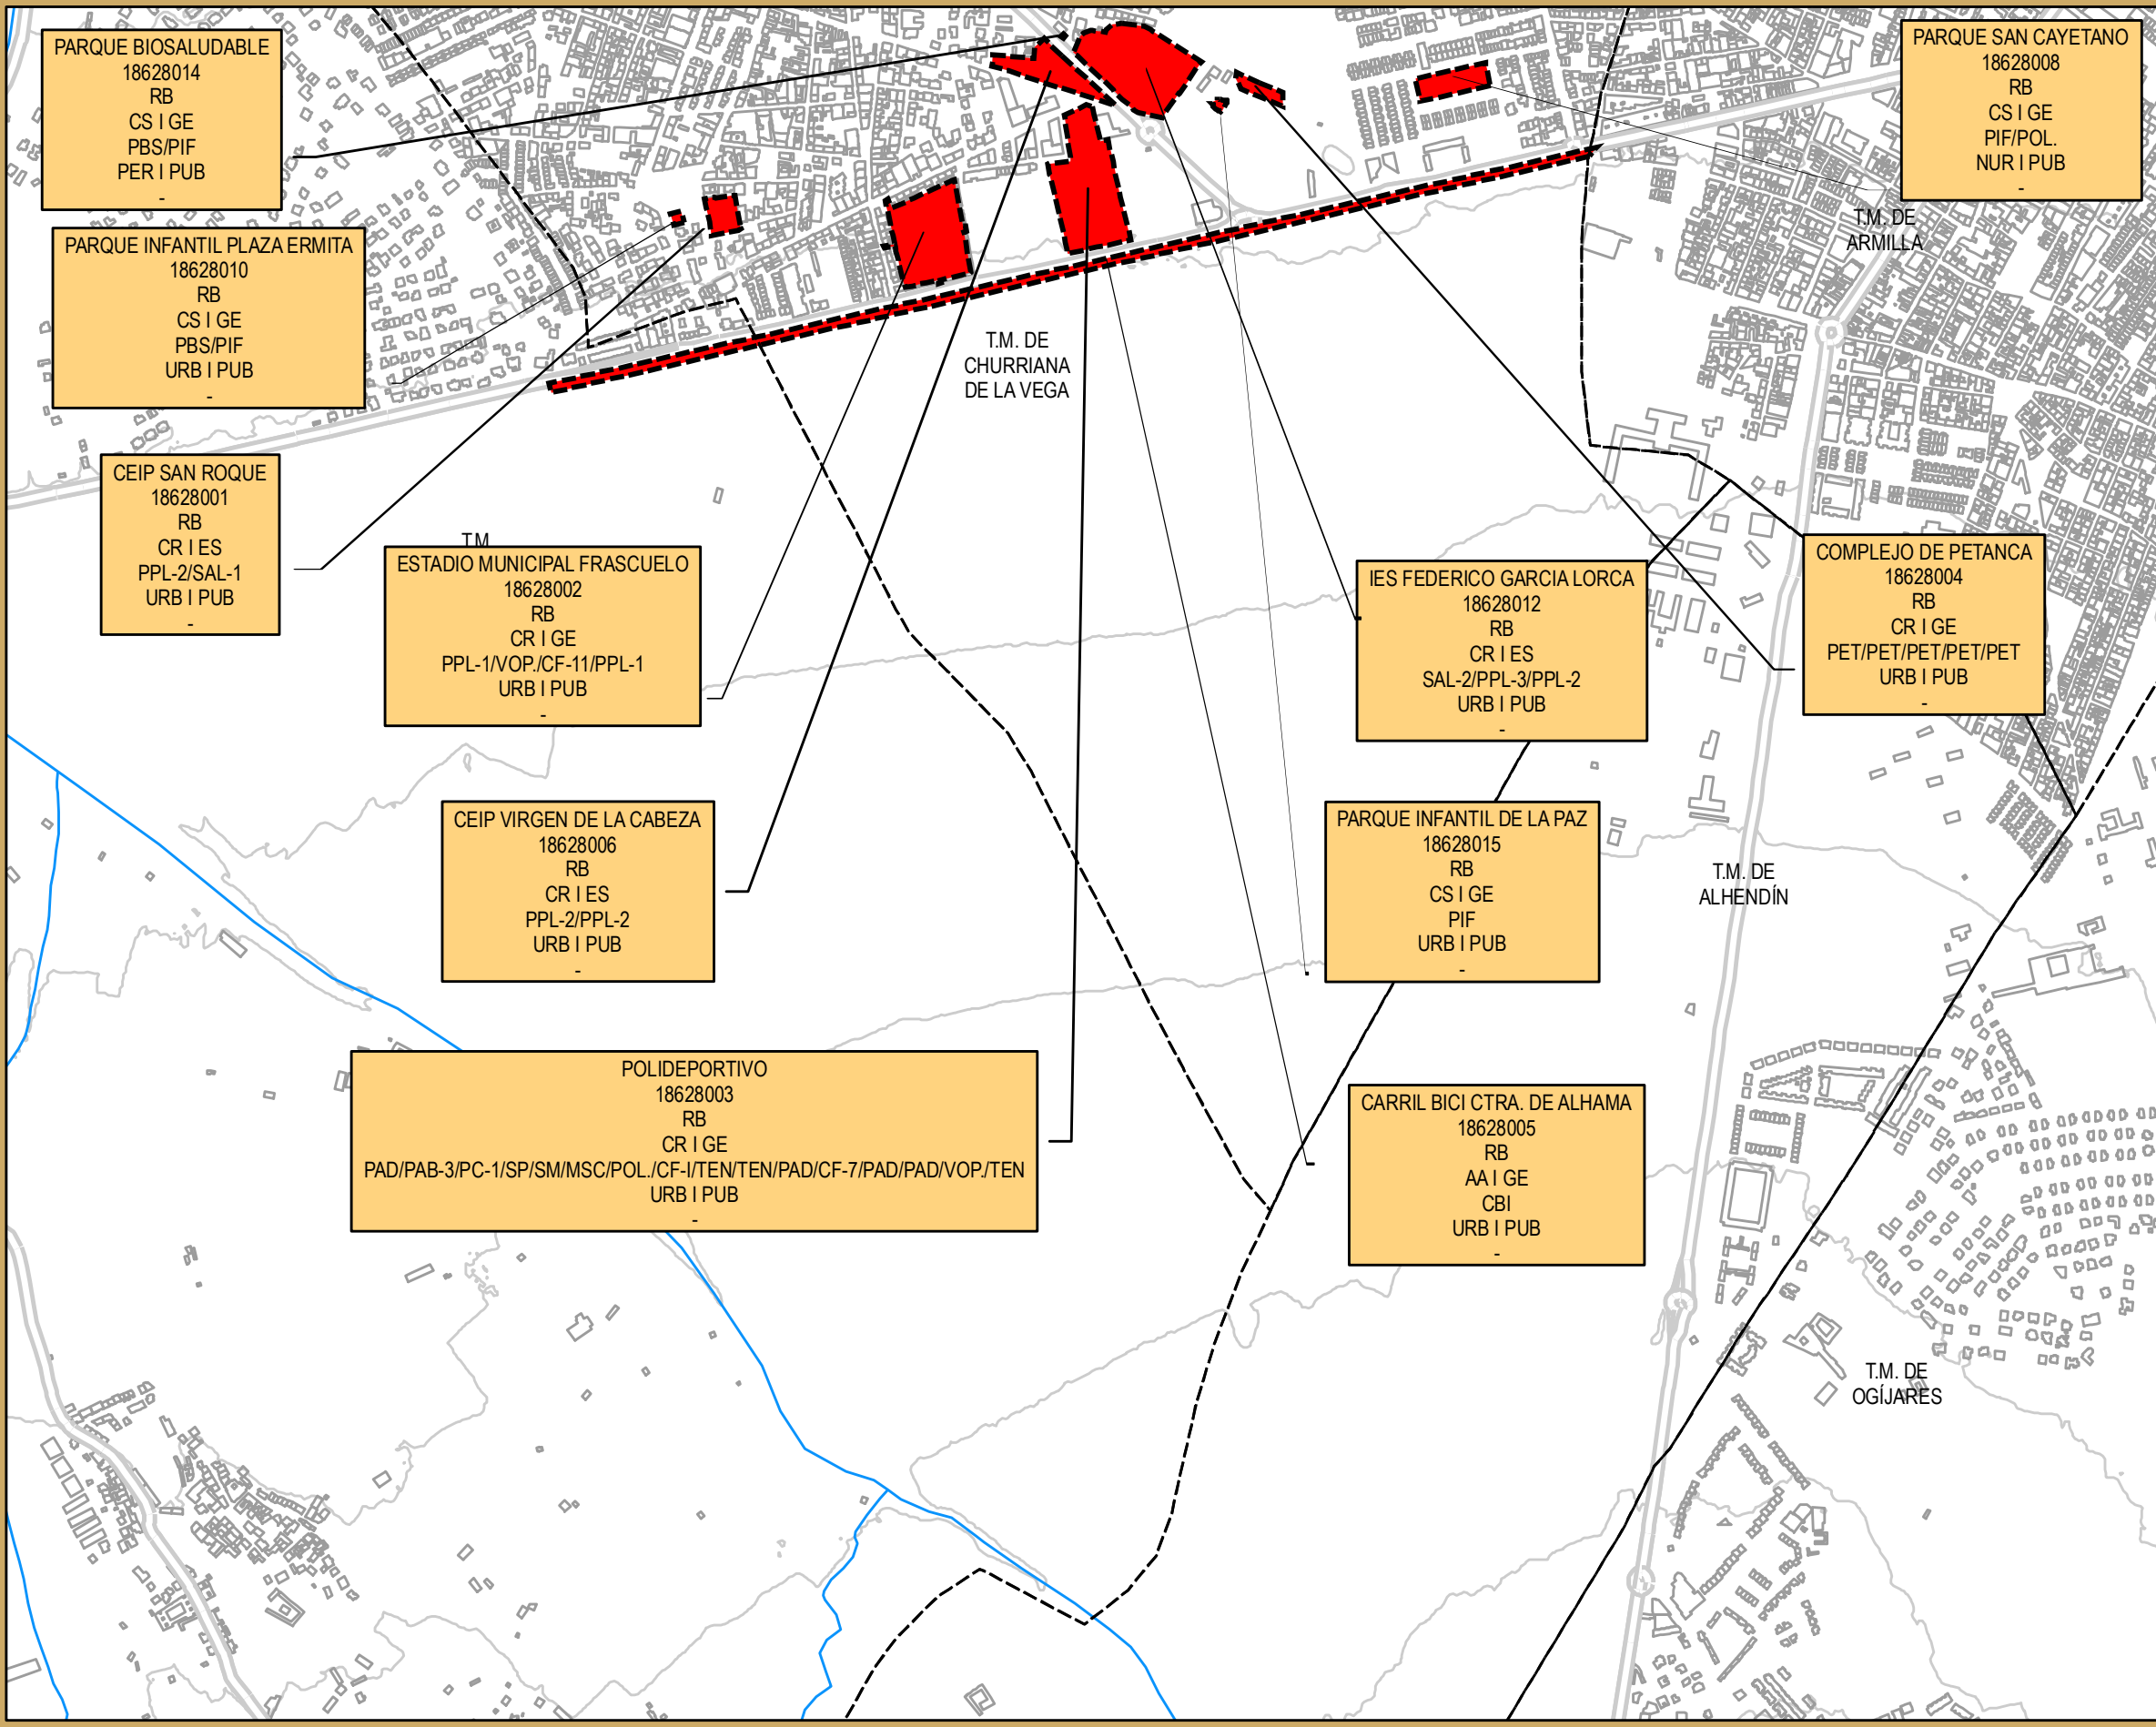 PARQUE BIOSALUDABLE
18628014
RB
CS I GE
PBS/PIF
PER I PUB
-
PARQUE SAN CAYETANO
18628008
RB
CS I GE
PIF/POL.
NUR I PUB
-
T.M. DE
ARMILLA
PARQUE INFANTIL PLAZA ERMITA
18628010
RB
CS I GE
PBS/PIF
URB I PUB
-
T.M. DE
CHURRIANA
DE LA VEGA
CEIP SAN ROQUE
18628001
RB
CR I ES
PPL-2/SAL-1
URB I PUB
-
T.M
ESTADIO MUNICIPAL FRASCUELO
18628002
RB
CR I GE
PPL-1/VOP./CF-11/PPL-1
URB I PUB
-
IES FEDERICO GARCIA LORCA
18628012
RB
CR I ES
SAL-2/PPL-3/PPL-2
URB I PUB
-
COMPLEJO DE PETANCA
18628004
RB
CR I GE
PET/PET/PET/PET/PET
URB I PUB
-
CEIP VIRGEN DE LA CABEZA
18628006
RB
CR I ES
PPL-2/PPL-2
URB I PUB
-
PARQUE INFANTIL DE LA PAZ
18628015
RB
CS I GE
PIF
URB I PUB
-
T.M. DE
ALHENDÍN
POLIDEPORTIVO
18628003
RB
CR I GE
PAD/PAB-3/PC-1/SP/SM/MSC/POL./CF-I/TEN/TEN/PAD/CF-7/PAD/PAD/VOP./TEN
URB I PUB
-
CARRIL BICI CTRA. DE ALHAMA
18628005
RB
AA I GE
CBI
URB I PUB
-
T.M. DE
OGÍJARES